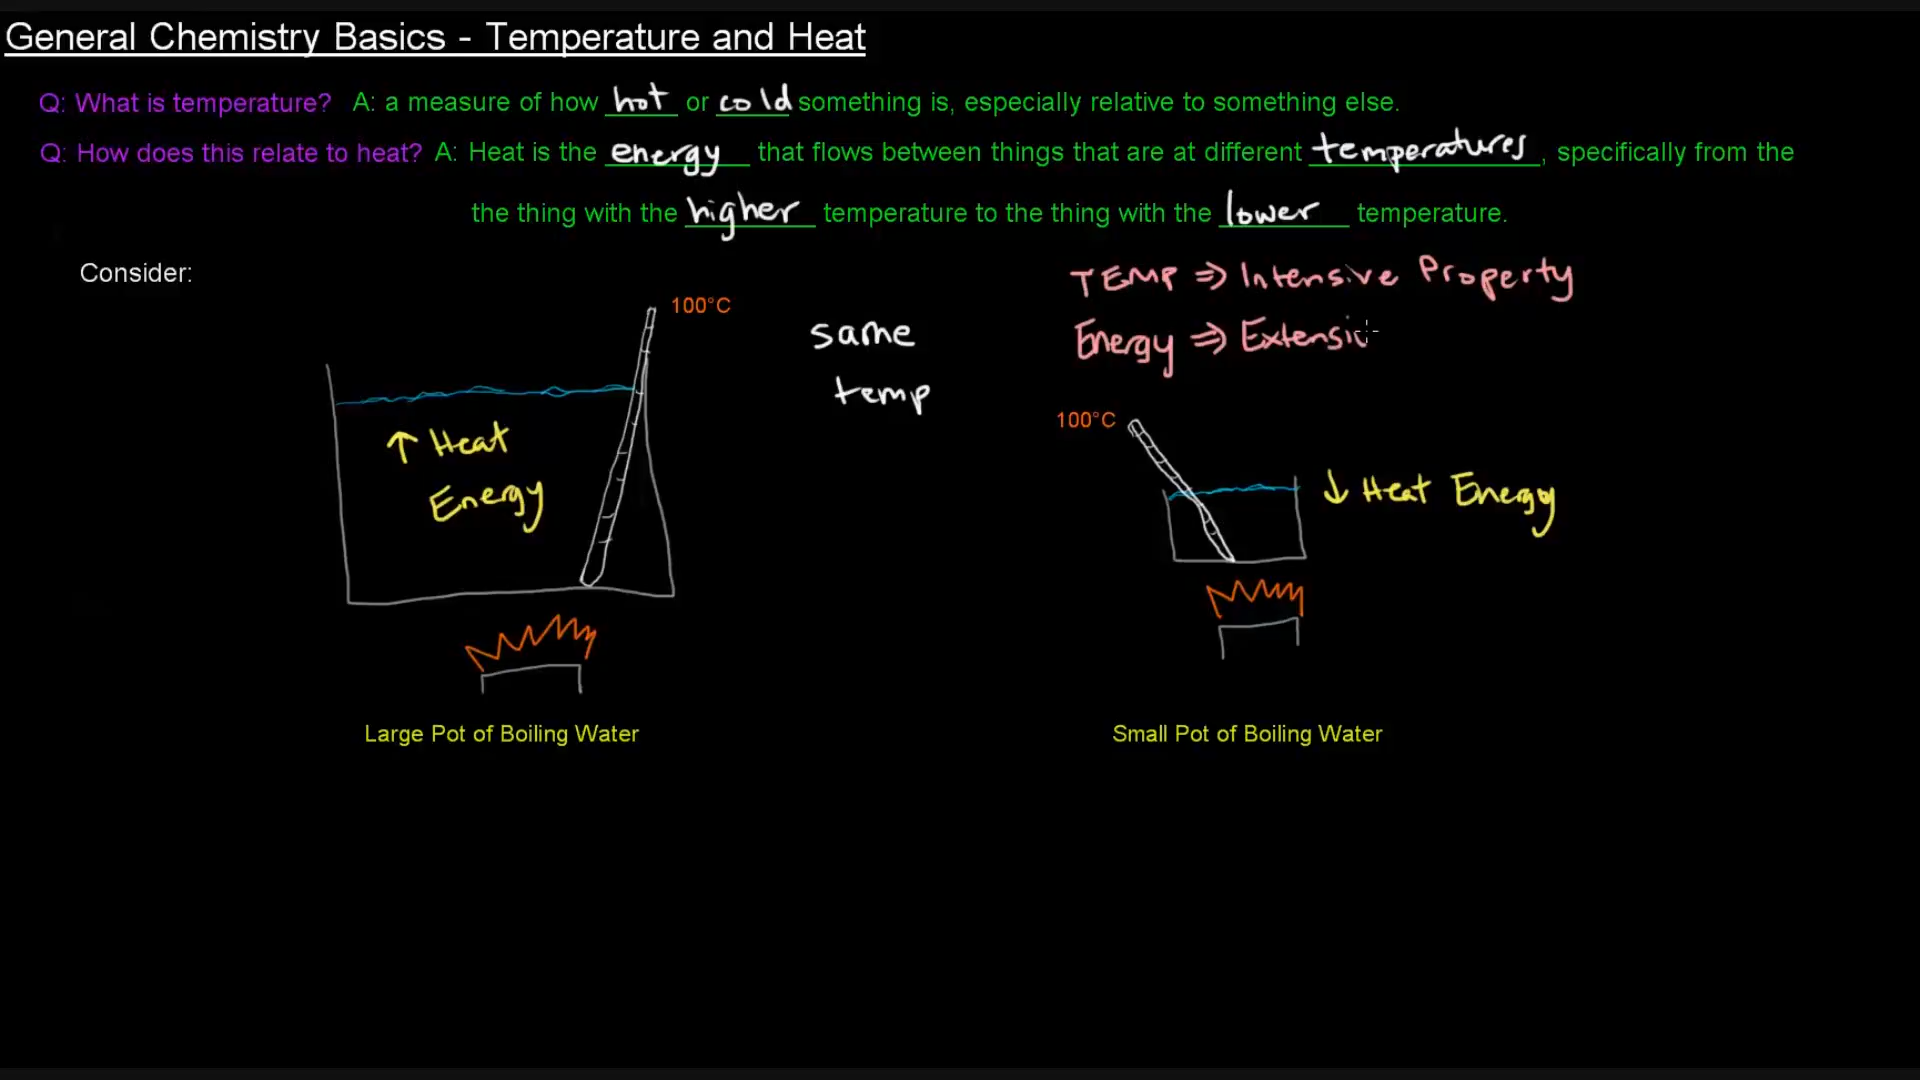 General Chemistry Basics - Temperature and Heat
Q: What is temperature? A: a measure of how hot or cold something is, especially relative to something else.
Q: How does this relate to heat? A: Heat is the energy that flows between things that are at different temperatures, specifically from the
the thing with the higher temperature to the thing with the lower temperature.
Consider:
TEMP ⇒ Intensive Property
Energy ⇒ Extensi
100°C
same
temp
100°C
↑ Heat
Energy
↓ Heat Energy
Large Pot of Boiling Water
Small Pot of Boiling Water